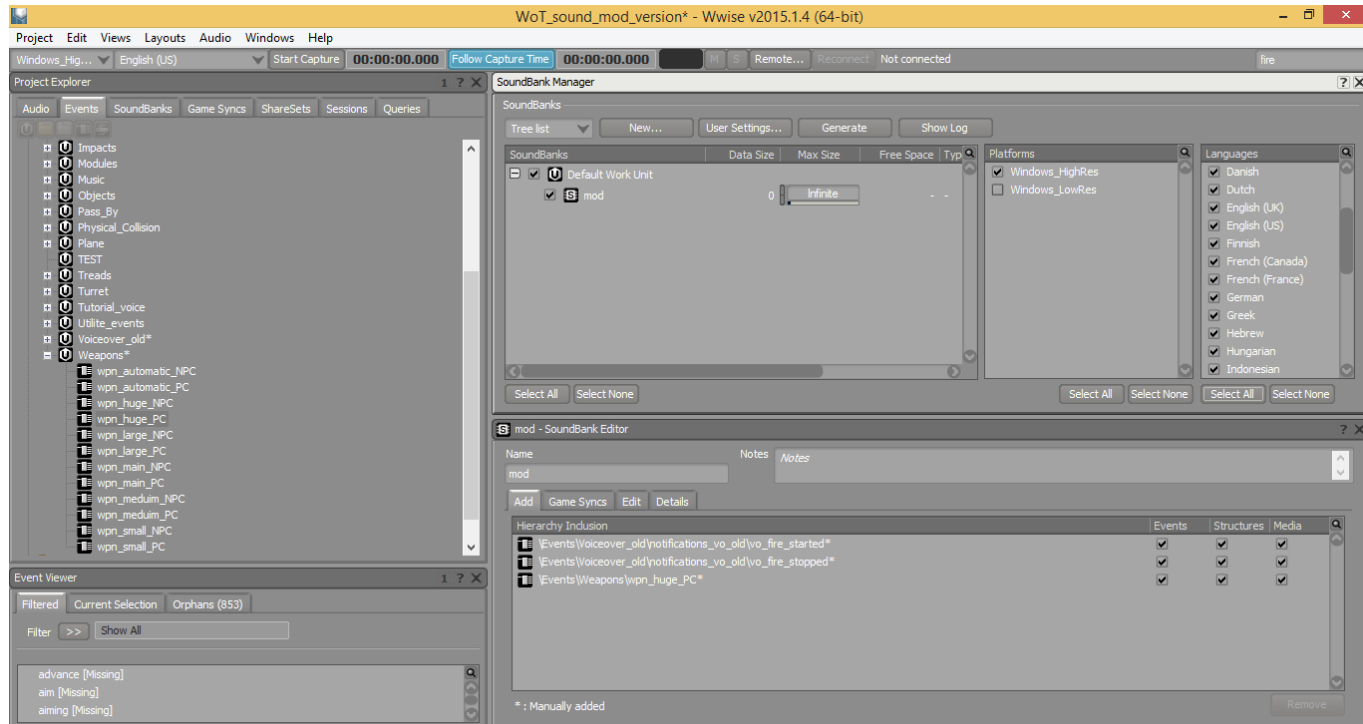 WoT_sound_mod_version* - Wwise v2015.1.4 (64-bit)
Project Edit Views Layouts Audio Windows Help
Windows_Hig... English (US) Start Capture 00:00:00.000 Follow Capture Time 00:00:00.000 M S Remote... Reconnect Not connected fire
Project Explorer 1 ? X
Audio Events SoundBanks Game Syncs ShareSets Sessions Queries
Impacts
Modules
Music
Objects
Pass_By
Physical_Collision
Plane
TEST
Treads
Turret
Tutorial_voice
Utilite_events
Voiceover_old*
Weapons*
wpn_automatic_NPC
wpn_automatic_PC
wpn_huge_NPC
wpn_huge_PC
wpn_large_NPC
wpn_large_PC
wpn_main_NPC
wpn_main_PC
wpn_meduim_NPC
wpn_meduim_PC
wpn_small_NPC
wpn_small_PC
Event Viewer 1 ? X
Filtered Current Selection Orphans (853)
Filter >> Show All
advance [Missing]
aim [Missing]
aiming [Missing]
SoundBank Manager ? X
SoundBanks
Tree list New... User Settings... Generate Show Log
SoundBanks Data Size Max Size Free Space Typ
Default Work Unit
mod 0 Infinite - -
Select All Select None
Platforms
Windows_HighRes
Windows_LowRes
Select All Select None
Languages
Danish
Dutch
English (UK)
English (US)
Finnish
French (Canada)
French (France)
German
Greek
Hebrew
Hungarian
Indonesian
Select All Select None
mod - SoundBank Editor ? X
Name Notes Notes
mod
Add Game Syncs Edit Details
Hierarchy Inclusion Events Structures Media
\Events\Voiceover_old\notifications_vo_old\vo_fire_started*
\Events\Voiceover_old\notifications_vo_old\vo_fire_stopped*
\Events\Weapons\wpn_huge_PC*
* : Manually added Remove